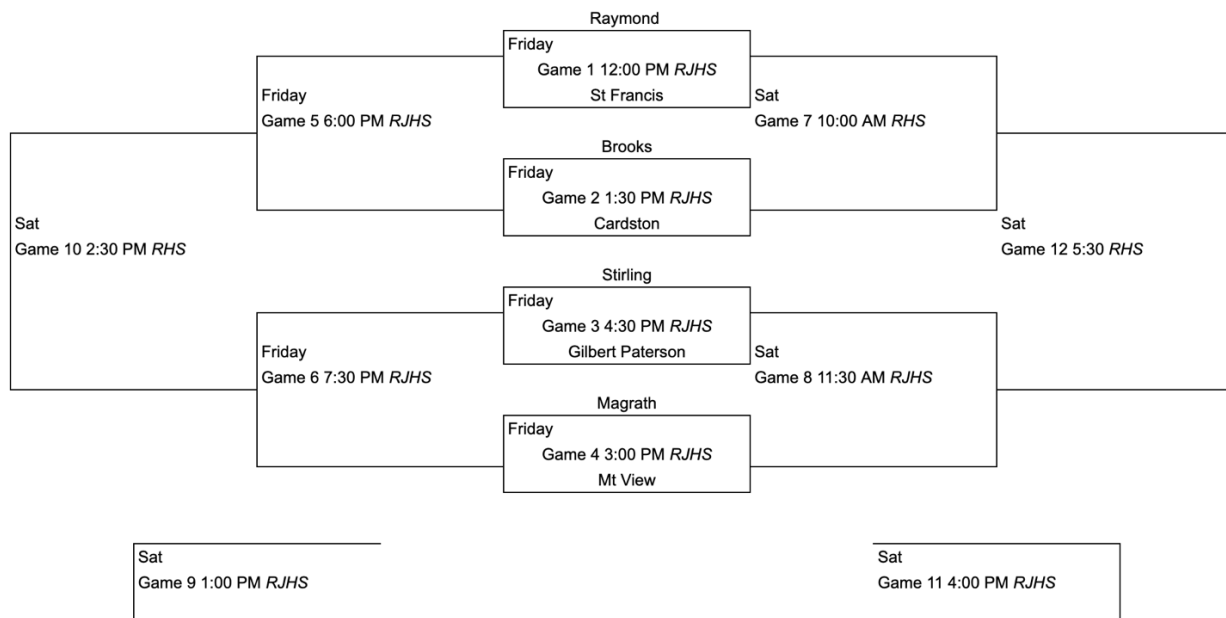 Raymond
Friday
Game 1 12:00 PM RJHS
St Francis
Friday
Game 5 6:00 PM RJHS
Sat
Game 7 10:00 AM RHS
Brooks
Friday
Game 2 1:30 PM RJHS
Cardston
Sat
Game 10 2:30 PM RHS
Sat
Game 12 5:30 RHS
Stirling
Friday
Game 3 4:30 PM RJHS
Gilbert Paterson
Friday
Game 6 7:30 PM RJHS
Sat
Game 8 11:30 AM RJHS
Magrath
Friday
Game 4 3:00 PM RJHS
Mt View
Sat
Game 9 1:00 PM RJHS
Sat
Game 11 4:00 PM RJHS